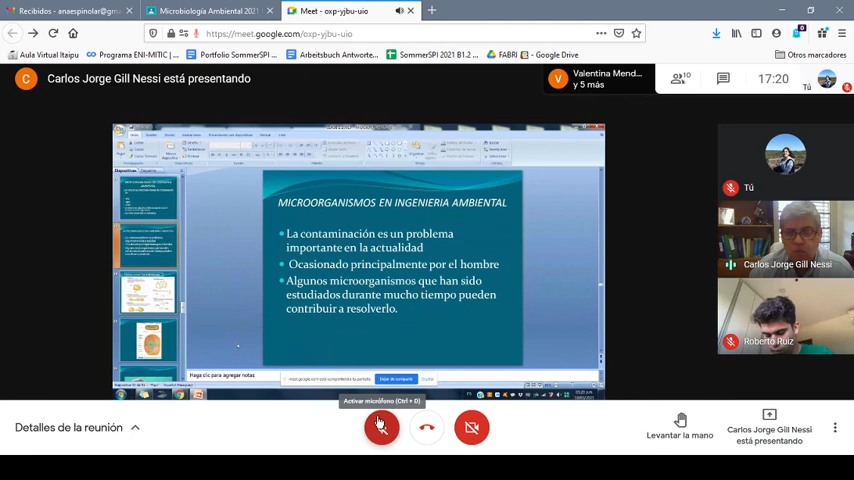 Recibidos - anaespinolar@gma
Microbiología Ambiental 2021
Meet - oxp-yjbu-uio
https://meet.google.com/oxp-yjbu-uio
Aula Virtual Itaipu
Programa ENI-MITIC |...
Portfolio SommerSPI ...
Arbeitsbuch Antworte...
SommerSPI 2021 B1.2 ...
FABRI - Google Drive
Otros marcadores
C
Carlos Jorge Gill Nessi está presentando
V
Valentina Mend...
y 5 más
10
17:20
Tú
MICROORGANISMOS EN INGENIERIA AMBIENTAL
La contaminación es un problema
importante en la actualidad
Ocasionado principalmente por el hombre
Algunos microorganismos que han sido
estudiados durante mucho tiempo pueden
contribuir a resolverlo.
Haga clic para agregar notas
Dejar de compartir
Ocultar
Tú
Carlos Jorge Gill Nessi
Roberto Ruiz
Activar micrófono (Ctrl + D)
Detalles de la reunión
Levantar la mano
Carlos Jorge Gill Nessi
está presentando